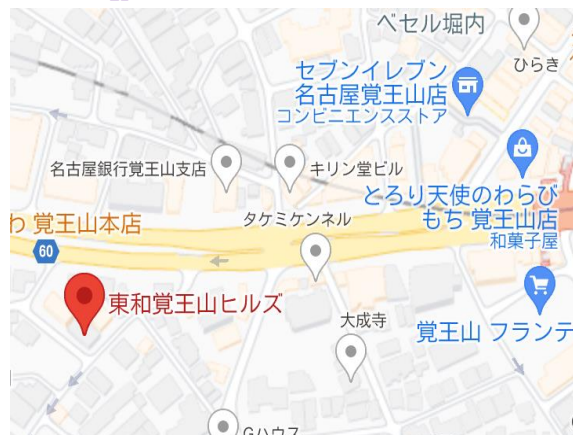 ベセル堀内
ひらき
セブンイレブン
名古屋覚王山店
コンビニエンスストア
名古屋銀行覚王山支店
キリン堂ビル
とろり天使のわらび
もち 覚王山店
和菓子屋
わ 覚王山本店
タケミケンネル
60
東和覚王山ヒルズ
大成寺
覚王山 フランテ
Gハウス